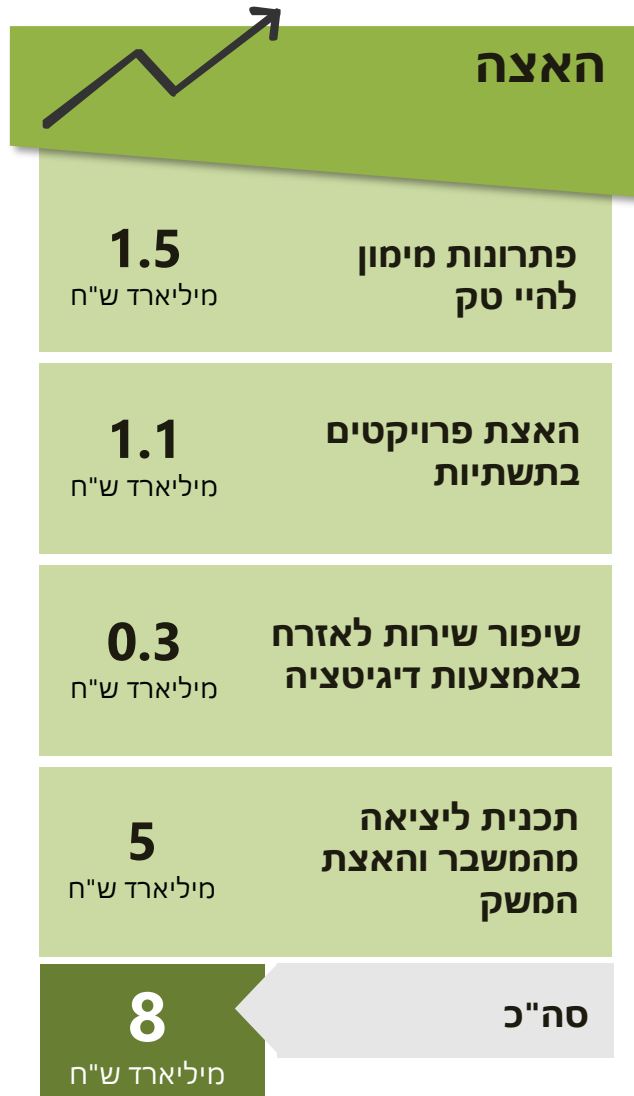 האצה
פתרונות מימון
להיי טק
1.5
מיליארד ש"ח
האצת פרויקטים
בתשתיות
1.1
מיליארד ש"ח
שיפור שירות לאזרח
באמצעות דיגיטציה
0.3
מיליארד ש"ח
תכנית ליציאה
מהמשבר והאצת
המשק
5
מיליארד ש"ח
סה"כ
8
מיליארד ש"ח